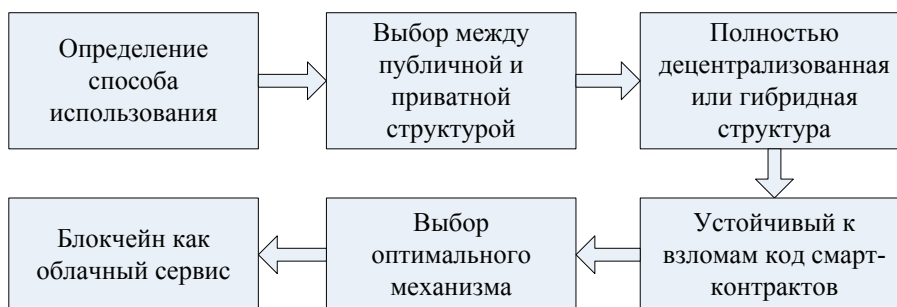 Определение
способа
использования
Выбор между
публичной и
приватной
структурой
Полностью
децентрализованная
или гибридная
структура
Устойчивый к
взломам код смарт-
контрактов
Выбор
оптимального
механизма
Блокчейн как
облачный сервис